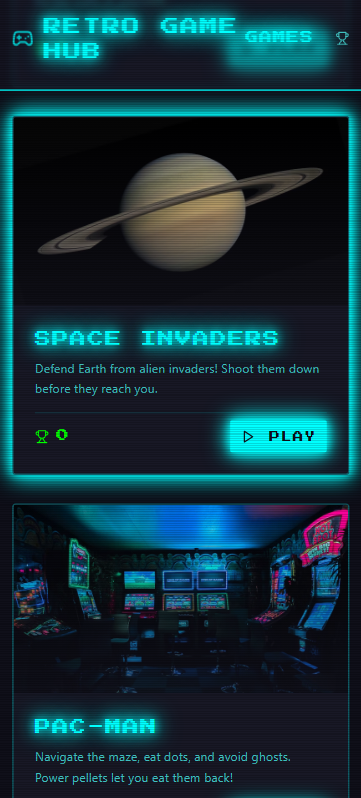 RETRO GAME
HUB
GAMES
SPACE INVADERS
Defend Earth from alien invaders! Shoot them down
before they reach you.
0
PLAY
PAC-MAN
Navigate the maze, eat dots, and avoid ghosts.
Power pellets let you eat them back!